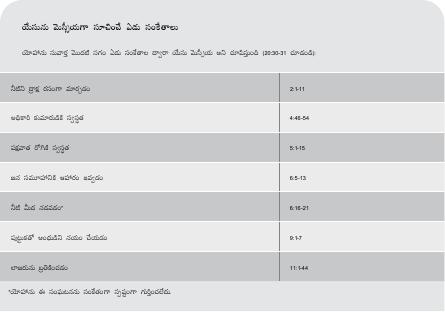 యేసును మెస్సీయగా సూచించే ఏడు సంకేతాలు
యోహాను సువార్త మొదటి సగం ఏడు సంకేతాల ద్వారా యేసు మెస్సీయ అని చూపిస్తుంది (20:30-31 చూడండి):
నీటిని ద్రాక్ష రసంగా మార్చడం 2:1-11
అధికారి కుమారుడికి స్వస్థత 4:46-54
పక్షవాత రోగికి స్వస్థత 5:1-15
జన సమూహానికి ఆహారం ఇవ్వడం 6:5-13
నీటి మీద నడవడం* 6:16-21
పుట్టుకతో అంధుడిని నయం చేయడం 9:1-7
లాజరును బ్రతికించడం 11:1-44
*యోహాను ఈ సంఘటనను సంకేతంగా స్పష్టంగా గుర్తించలేదు.